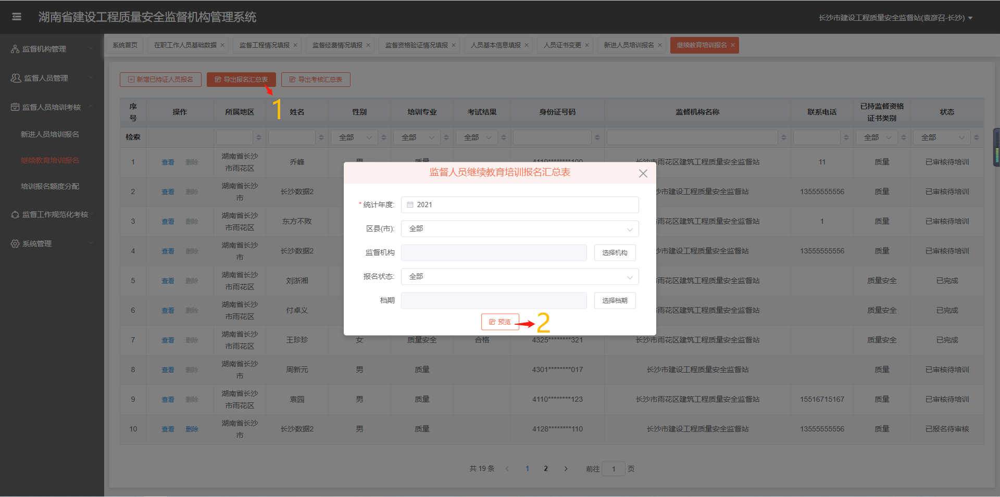 湖南省建设工程质量安全监督机构管理系统
长沙市建设工程质量安全监督站(袁彦召-长沙)
监督机构管理
监督人员管理
监督人员培训考核
新进人员培训报名
继续教育培训报名
培训报名额度分配
监督工作规范化考核
系统管理
系统首页 在职工作人员基础数据 监督工程情况填报 监督经费情况填报 监督资格验证情况填报 人员基本信息填报 人员证书变更 新进人员培训报名 继续教育培训报名
新增已持证人员报名 导出报名汇总表 导出考核汇总表
1
序号 操作 所属地区 姓名 性别 培训专业 考试结果 身份证号码 监督机构名称 联系电话 已持监督资格证书类别 状态
检索 全部 全部 全部 全部 全部
1 查看 删除 湖南省长沙市雨花区 乔峰 男 质量 4110********100 长沙市雨花区建筑工程质量安全监督站 11 质量 已审核待培训
2 查看 删除 湖南省长沙市 长沙数据2 沙市建设工程质量安全监督站 13555555556 质量 已审核待培训
3 查看 删除 湖南省长沙市雨花区 东方不败 雨花区建筑工程质量安全监督站 1 质量 已审核待培训
4 查看 删除 湖南省长沙市 长沙数据2 沙市建设工程质量安全监督站 13555555556 质量 已审核待培训
5 查看 删除 湖南省长沙市雨花区 刘浙湘 雨花区建筑工程质量安全监督站 质量安全 已完成
6 查看 删除 湖南省长沙市雨花区 付卓义 雨花区建筑工程质量安全监督站 质量安全 已完成
7 查看 删除 湖南省长沙市雨花区 王珍珍 女 质量安全 合格 4325********321 长沙市雨花区建筑工程质量安全监督站 质量安全 已完成
8 查看 删除 湖南省长沙市 周新元 男 质量 4301********017 长沙市建设工程质量安全监督站 质量 已审核待培训
9 查看 删除 湖南省长沙市雨花区 袁园 男 质量 4110********123 长沙市雨花区建筑工程质量安全监督站 15516715167 质量 已审核待培训
10 查看 删除 湖南省长沙市 长沙数据2 男 质量 4128********110 长沙市建设工程质量安全监督站 13555555556 质量 已报名待审核
共 19 条 1 2 前往 1 页
监督人员继续教育培训报名汇总表
* 统计年度: 2021
区县(市): 全部
监督机构 选择机构
报名状态: 全部
档期 选择档期
预览
2